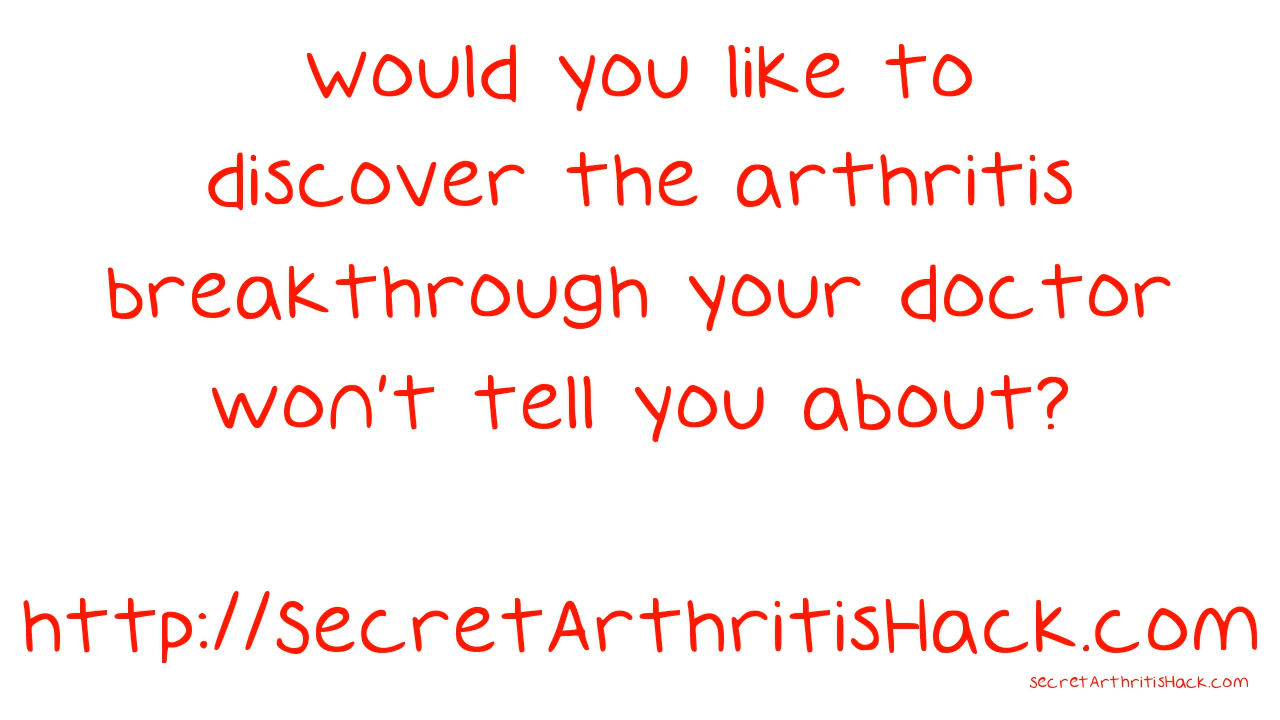 Would you like to
discover the arthritis
breakthrough your doctor
won't tell you about?
http://SecretArthritisHack.com
SecretArthritisHack.com